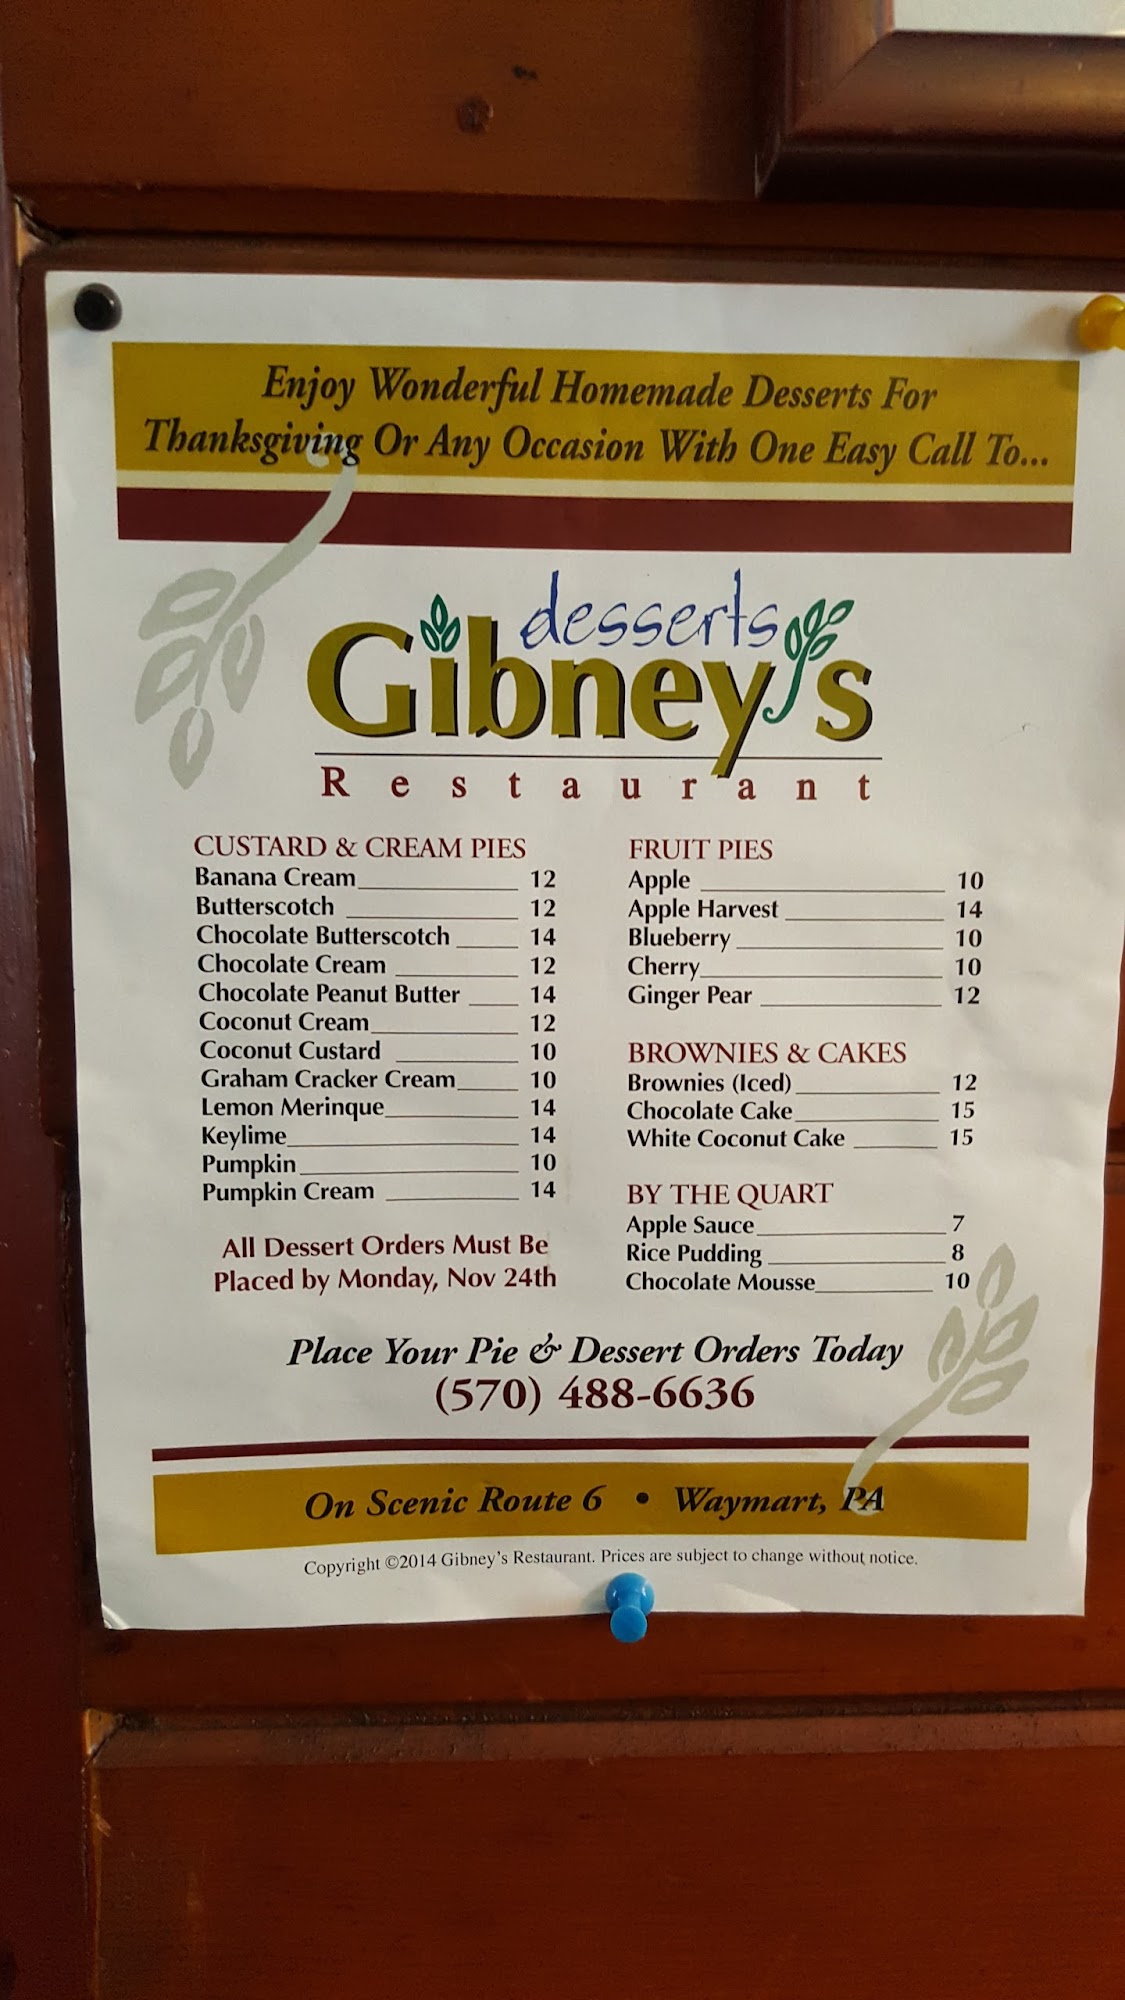 Enjoy Wonderful Homemade Desserts For
Thanksgiving Or Any Occasion With One Easy Call To...
desserts
Gibney's
Restaurant
CUSTARD & CREAM PIES
Banana Cream 12
Butterscotch 12
Chocolate Butterscotch 14
Chocolate Cream 12
Chocolate Peanut Butter 14
Coconut Cream 12
Coconut Custard 10
Graham Cracker Cream 10
Lemon Merinque 14
Keylime 14
Pumpkin 10
Pumpkin Cream 14
All Dessert Orders Must Be
Placed by Monday, Nov 24th
FRUIT PIES
Apple 10
Apple Harvest 14
Blueberry 10
Cherry 10
Ginger Pear 12
BROWNIES & CAKES
Brownies (Iced) 12
Chocolate Cake 15
White Coconut Cake 15
BY THE QUART
Apple Sauce 7
Rice Pudding 8
Chocolate Mousse 10
Place Your Pie & Dessert Orders Today
(570) 488-6636
On Scenic Route 6 • Waymart, PA
Copyright ©2014 Gibney's Restaurant. Prices are subject to change without notice.